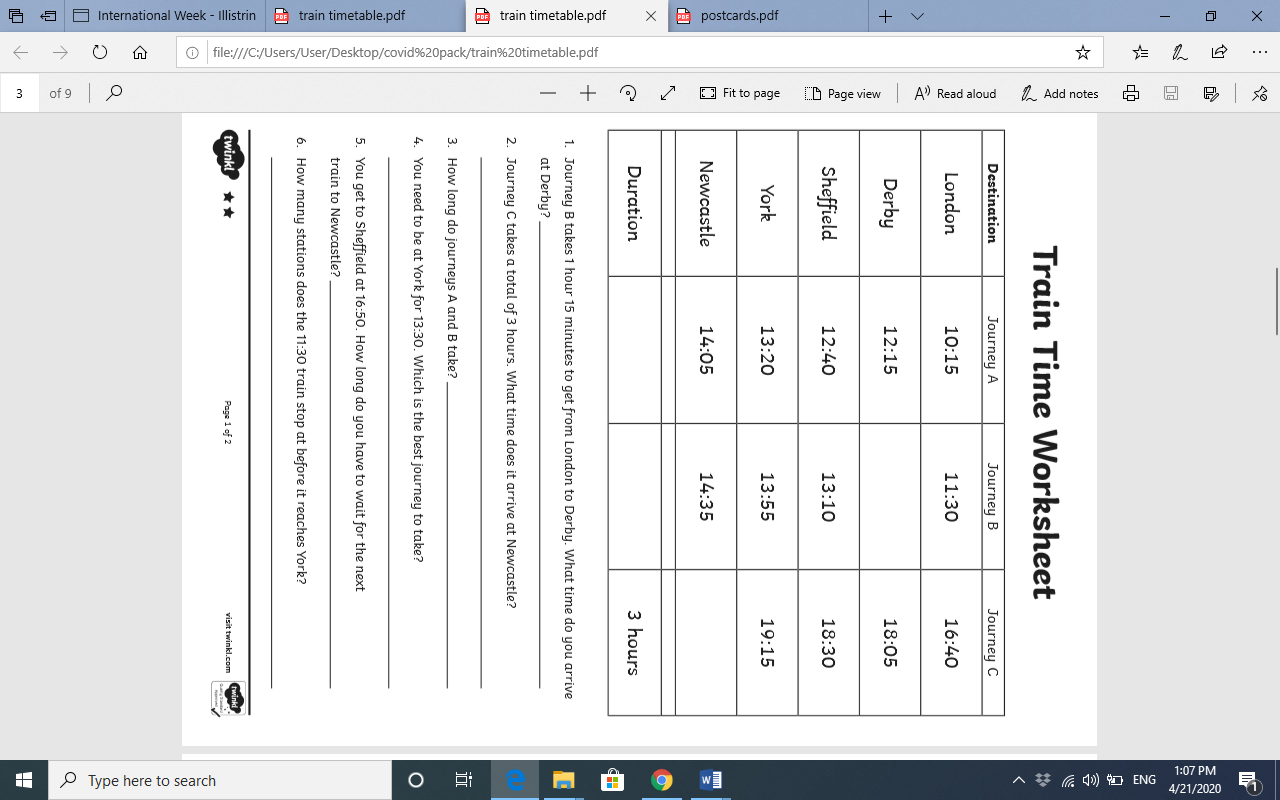 International Week - Illistrin
train timetable.pdf
train timetable.pdf
postcards.pdf
file:///C:/Users/User/Desktop/covid%20pack/train%20timetable.pdf
3 of 9
Fit to page
Page view
Read aloud
Add notes
Train Time Worksheet
Destination Journey A Journey B Journey C
London 10:15 11:30 16:40
Derby 12:15 18:05
Sheffield 12:40 13:10 18:30
York 13:20 13:55 19:15
Newcastle 14:05 14:35
Duration 3 hours
1. Journey B takes 1 hour 15 minutes to get from London to Derby. What time do you arrive
at Derby?
2. Journey C takes a total of 3 hours. What time does it arrive at Newcastle?
3. How long do journeys A and B take?
4. You need to be at York for 13:30. Which is the best journey to take?
5. You get to Sheffield at 16:50. How long do you have to wait for the next
train to Newcastle?
6. How many stations does the 11:30 train stop at before it reaches York?
twinkl
Page 1 of 2
visit twinkl.com
twinkl
Type here to search
ENG
1:07 PM
4/21/2020
1